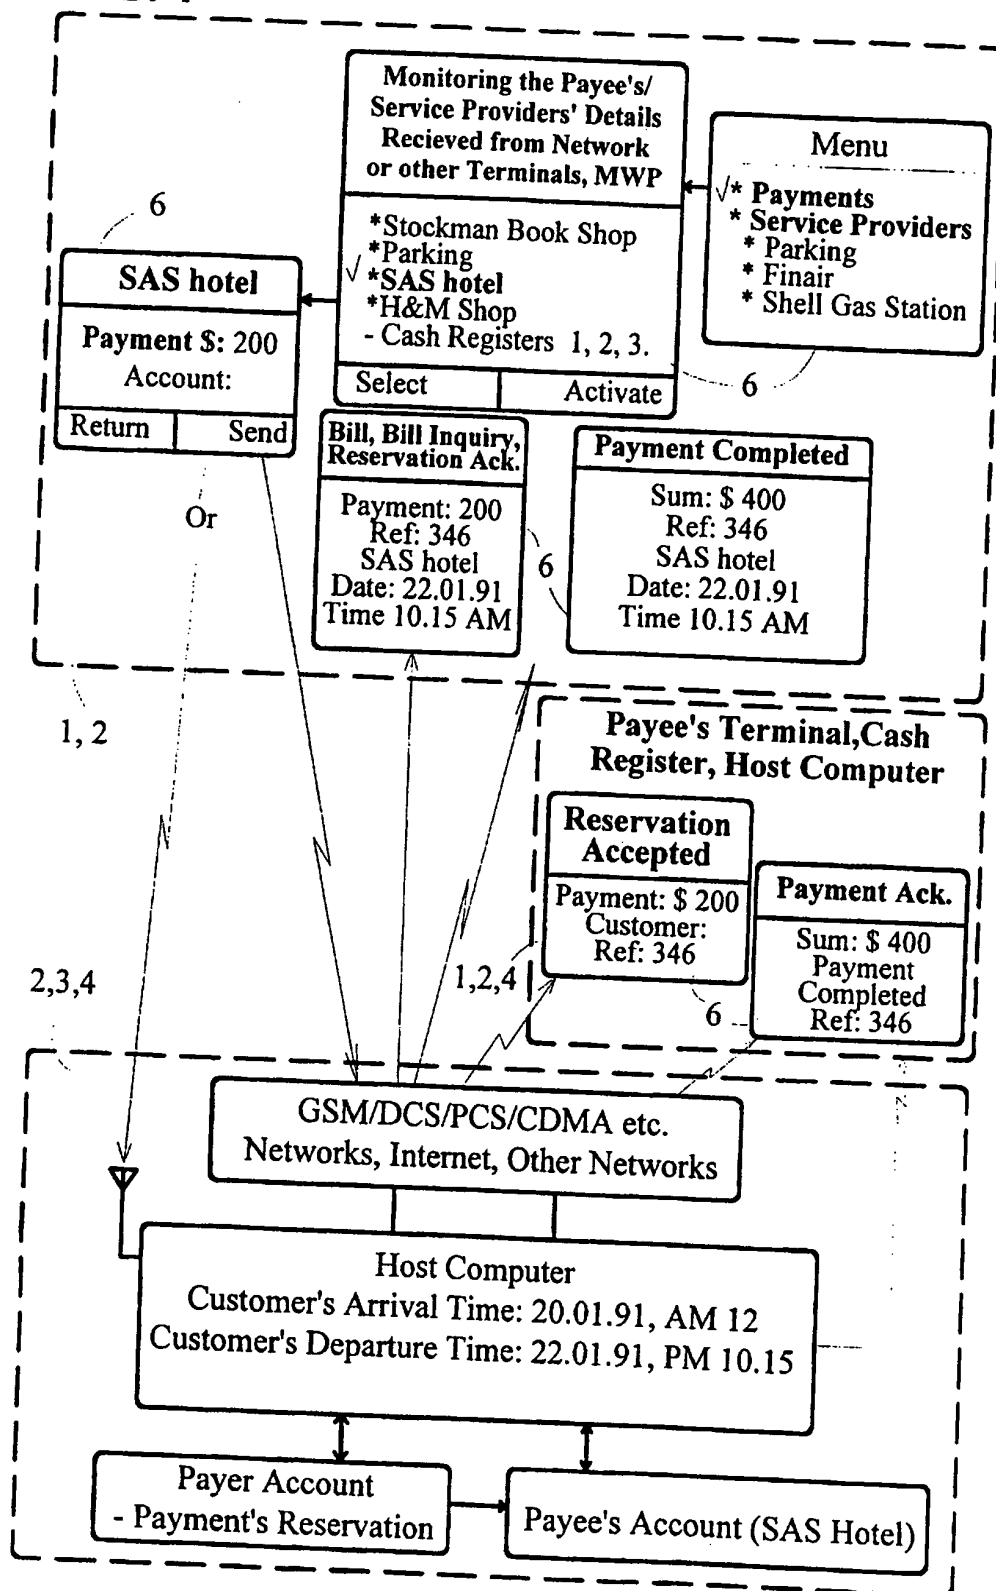 Monitoring the Payee's/
Service Providers' Details
Recieved from Network
or other Terminals, MWP
*Stockman Book Shop
*Parking
√ *SAS hotel
*H&M Shop
- Cash Registers 1, 2, 3.
Select Activate
Menu
√* Payments
* Service Providers
* Parking
* Finair
* Shell Gas Station
6
6
SAS hotel
Payment $: 200
Account:
Return Send
Or
Bill, Bill Inquiry,
Reservation Ack.
Payment: 200
Ref: 346
SAS hotel
Date: 22.01.91
Time 10.15 AM
6
Payment Completed
Sum: $ 400
Ref: 346
SAS hotel
Date: 22.01.91
Time 10.15 AM
1, 2
Payee's Terminal,Cash
Register, Host Computer
Reservation
Accepted
Payment: $ 200
Customer:
Ref: 346
Payment Ack.
Sum: $ 400
Payment
Completed
Ref: 346
1,2,4
6
2,3,4
GSM/DCS/PCS/CDMA etc.
Networks, Internet, Other Networks
Host Computer
Customer's Arrival Time: 20.01.91, AM 12
Customer's Departure Time: 22.01.91, PM 10.15
Payer Account
- Payment's Reservation
Payee's Account (SAS Hotel)